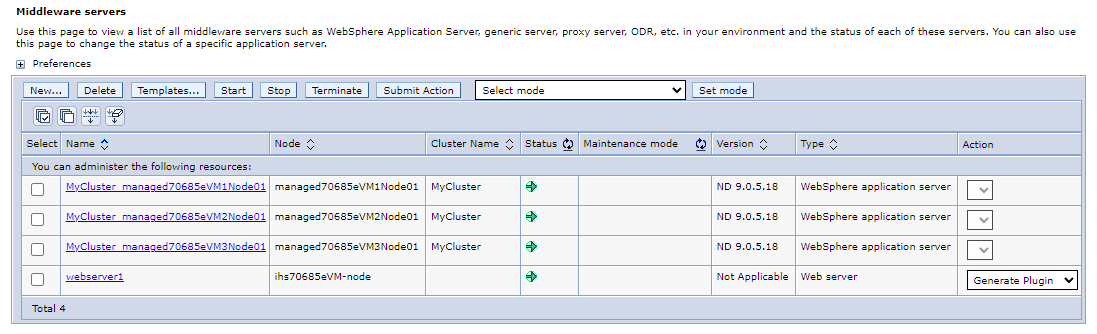 Middleware servers
Use this page to view a list of all middleware servers such as WebSphere Application Server, generic server, proxy server, ODR, etc. in your environment and the status of each of these servers. You can also use
this page to change the status of a specific application server.
Preferences
New... Delete Templates... Start Stop Terminate Submit Action Select mode Set mode
Select Name Node Cluster Name Status Maintenance mode Version Type Action
You can administer the following resources:
MyCluster_managed70685eVM1Node01 managed70685eVM1Node01 MyCluster ND 9.0.5.18 WebSphere application server
MyCluster_managed70685eVM2Node01 managed70685eVM2Node01 MyCluster ND 9.0.5.18 WebSphere application server
MyCluster_managed70685eVM3Node01 managed70685eVM3Node01 MyCluster ND 9.0.5.18 WebSphere application server
webserver1 ihs70685eVM-node Not Applicable Web server Generate Plugin
Total 4